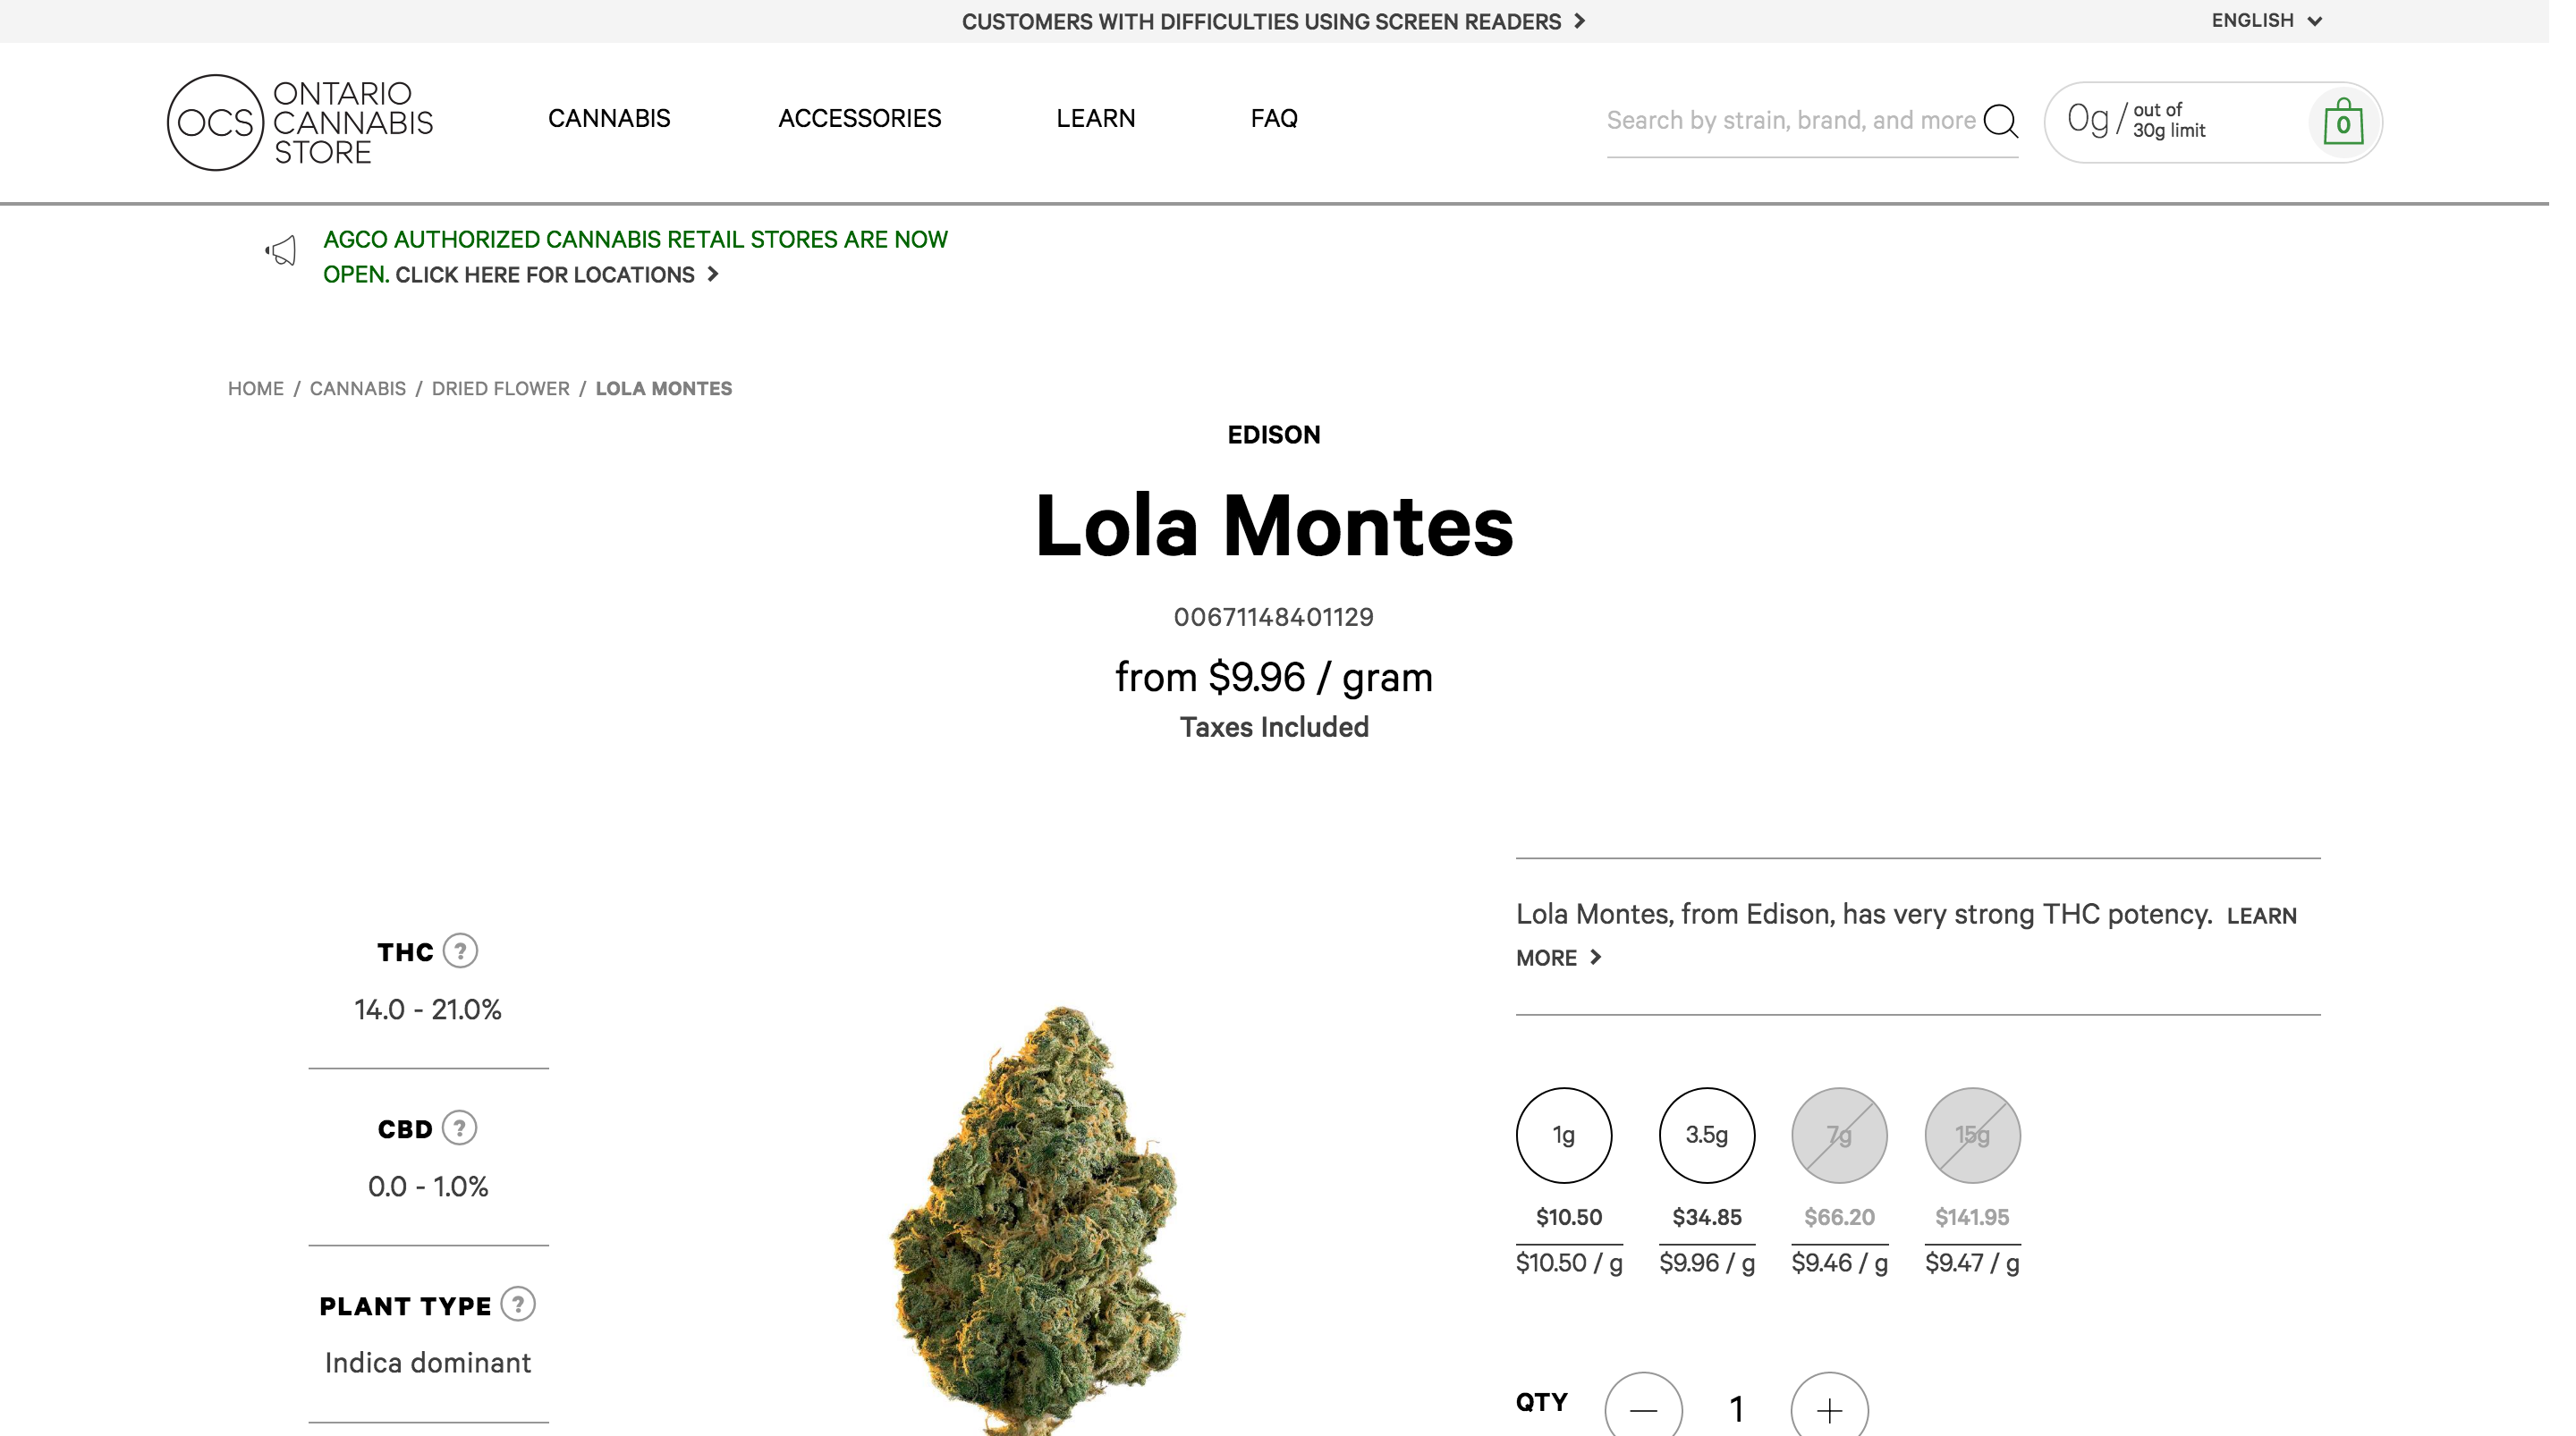 CUSTOMERS WITH DIFFICULTIES USING SCREEN READERS
ENGLISH
OCS
ONTARIO
CANNABIS
STORE
CANNABIS
ACCESSORIES
LEARN
FAQ
Search by strain, brand, and more
0g / out of
30g limit
0
AGCO AUTHORIZED CANNABIS RETAIL STORES ARE NOW
OPEN. CLICK HERE FOR LOCATIONS
HOME / CANNABIS / DRIED FLOWER / LOLA MONTES
EDISON
Lola Montes
00671148401129
from $9.96 / gram
Taxes Included
THC ?
14.0 - 21.0%
CBD ?
0.0 - 1.0%
PLANT TYPE ?
Indica dominant
Lola Montes, from Edison, has very strong THC potency. LEARN
MORE
1g 3.5g 7g 15g
$10.50 $34.85 $66.20 $141.95
$10.50 / g $9.96 / g $9.46 / g $9.47 / g
QTY — 1 +